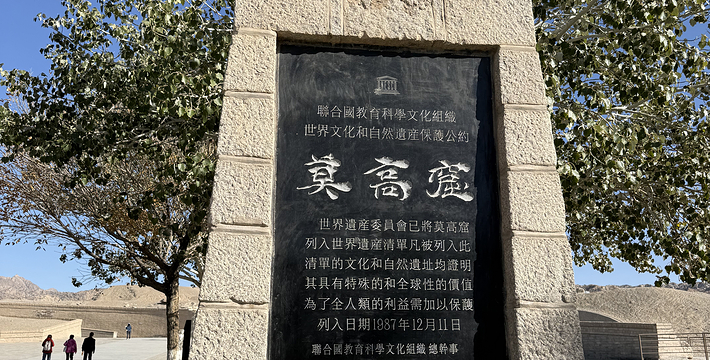 聯合國教育科學文化組織
世界文化和自然遺産保護公約
莫高窟
世界遺産委員會已將莫高窟
列入世界遺産清單凡被列入此
清單的文化和自然遺址均證明
其具有特殊的和全球性的價值
為了全人類的利益需加以保護
列入日期1987年12月11日
聯合國教育科學文化組織 總幹事